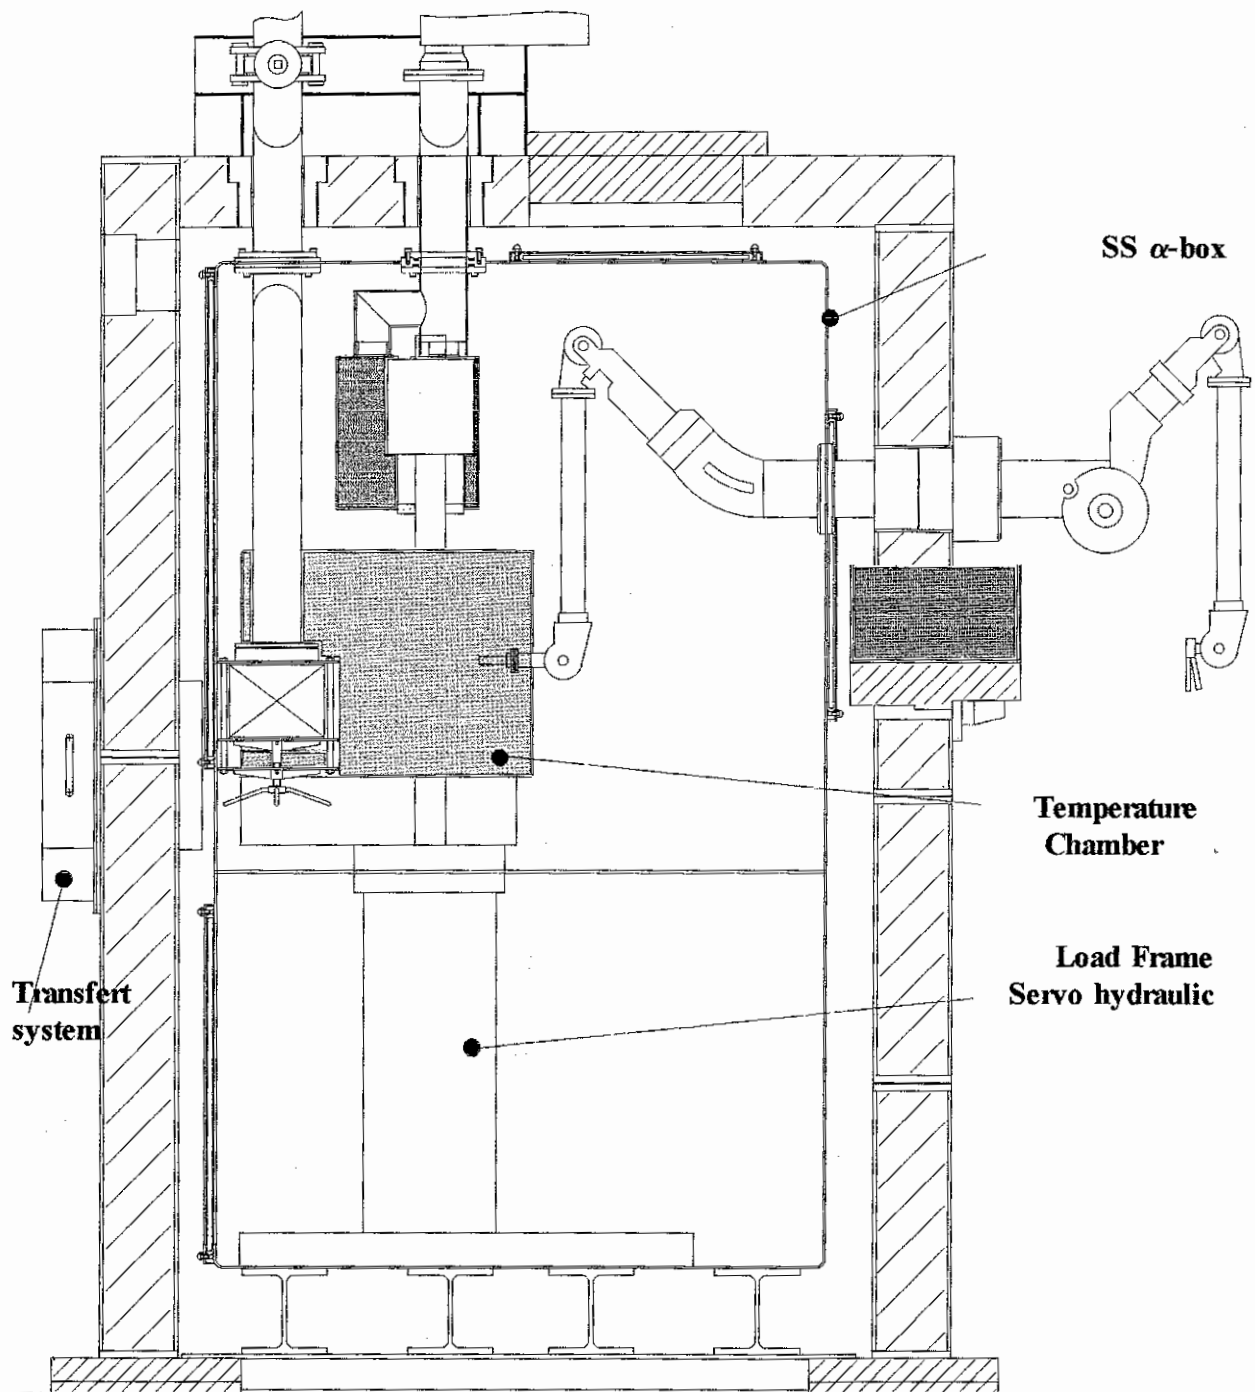 SS α-box
Temperature
Chamber
Load Frame
Servo hydraulic
Transfert
system